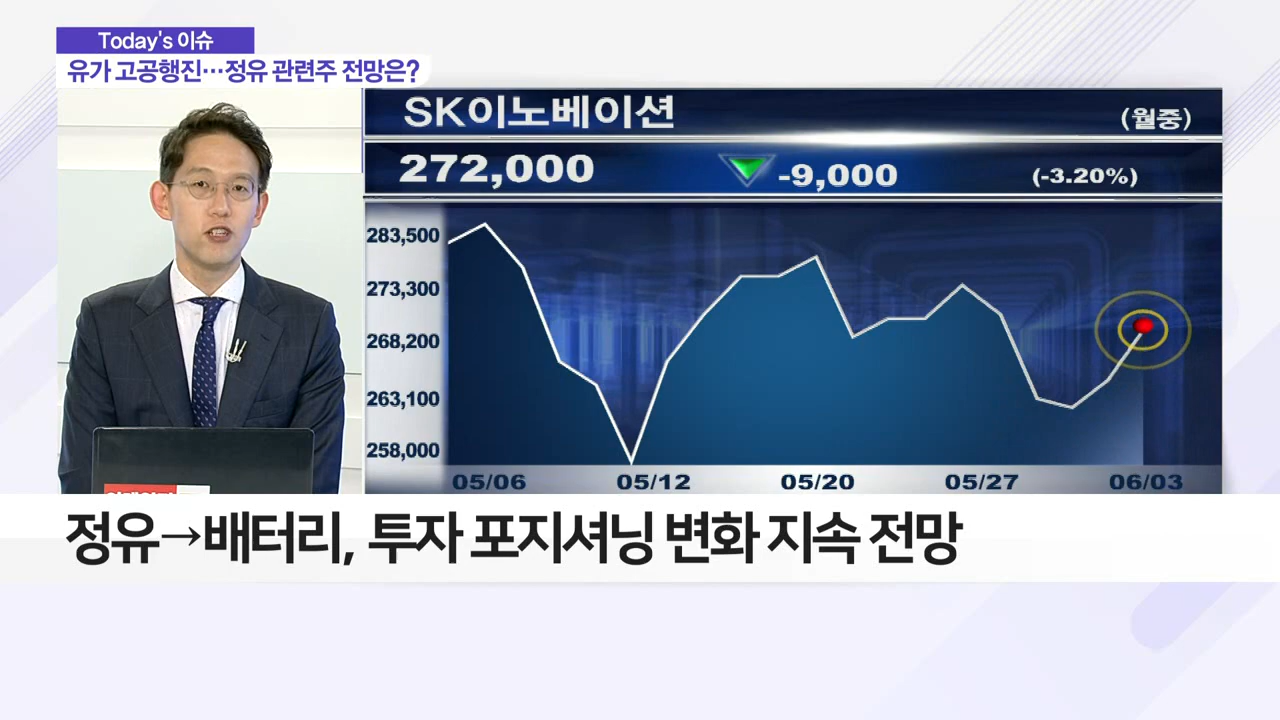 Today's 이슈
유가 고공행진…정유 관련주 전망은?
SK이노베이션
(월중)
272,000 -9,000 (-3.20%)
283,500
273,300
268,200
263,100
258,000
05/06 05/12 05/20 05/27 06/03
정유→배터리, 투자 포지셔닝 변화 지속 전망